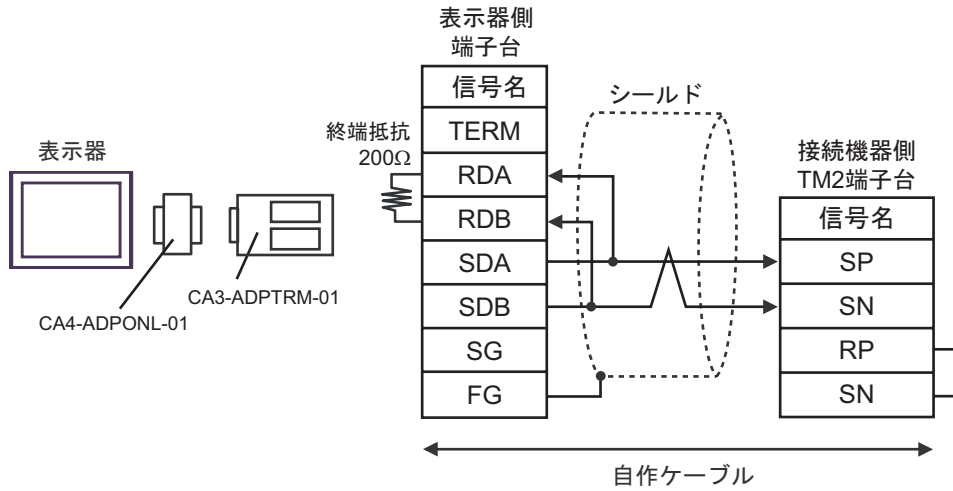 表示器側
端子台
信号名
TERM
RDA
RDB
SDA
SDB
SG
FG
終端抵抗
200Ω
シールド
表示器
CA4-ADPONL-01
CA3-ADPTRM-01
接続機器側
TM2端子台
信号名
SP
SN
RP
SN
自作ケーブル